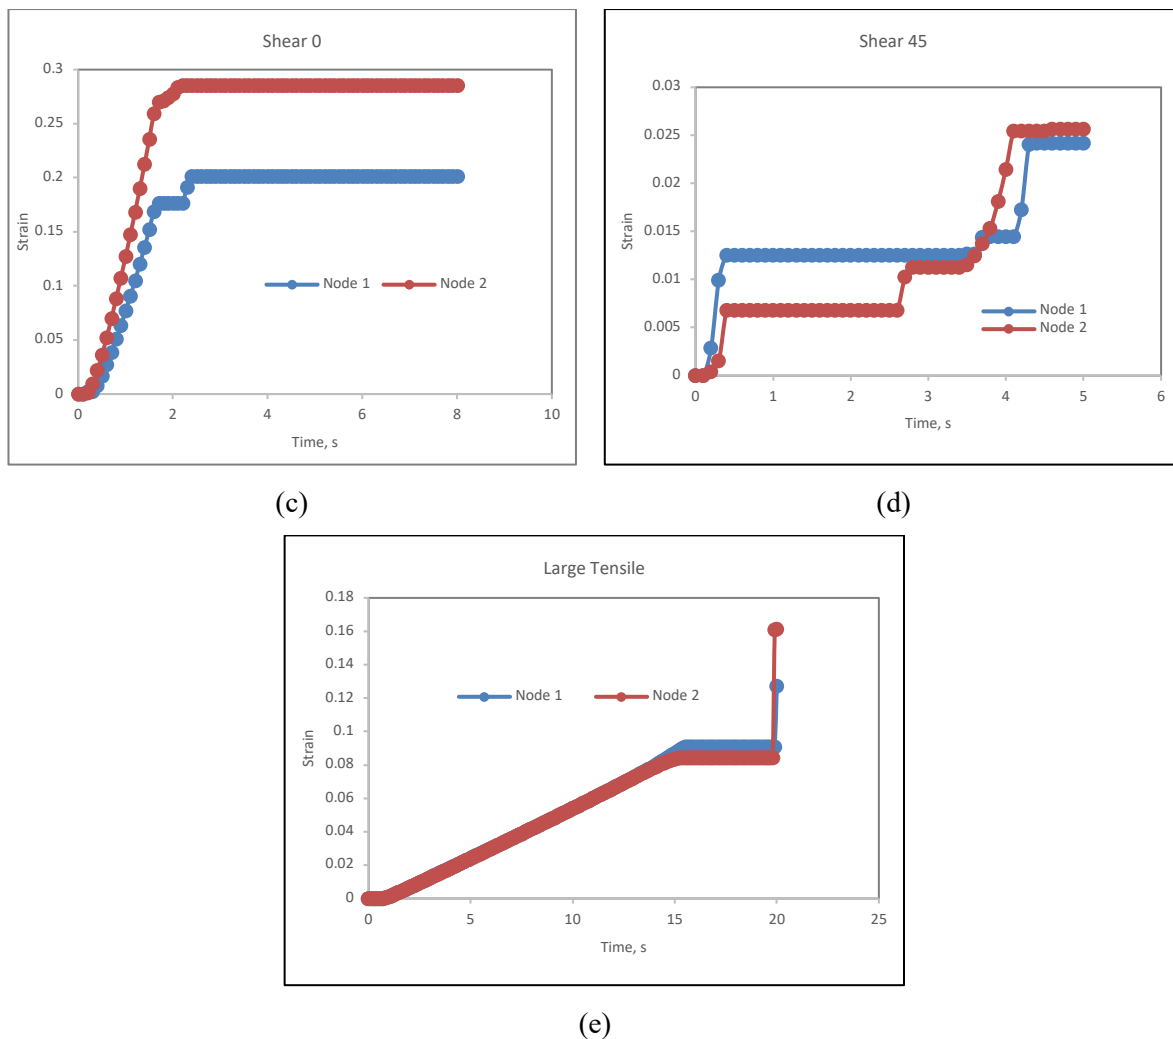 Shear 0
0.3
0.25
0.2
0.15
0.1
0.05
0
Strain
Node 1
Node 2
0 2 4 6 8 10
Time, s
(c)
Shear 45
0.03
0.025
0.02
0.015
0.01
0.005
0
Strain
Node 1
Node 2
0 1 2 3 4 5 6
Time, s
(d)
Large Tensile
0.18
0.16
0.14
0.12
0.1
0.08
0.06
0.04
0.02
0
Strain
Node 1
Node 2
0 5 10 15 20 25
Time, s
(e)